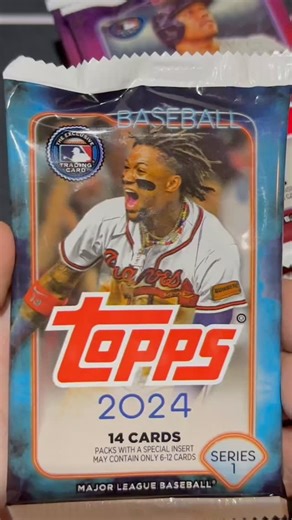 BASEBALL
THE EXCLUSIVE
TRADING
CARD
Braves
TOPPS
2024
14 CARDS
PACKS WITH A SPECIAL INSERT
MAY CONTAIN ONLY 6-12 CARDS
SERIES
1
MAJOR LEAGUE BASEBALL